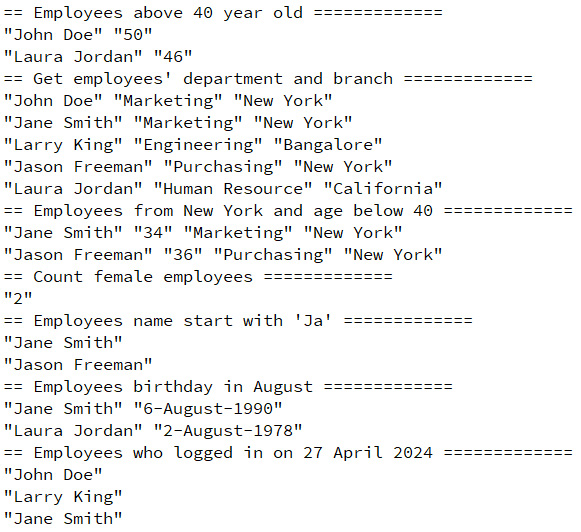 == Employees above 40 year old =============
"John Doe" "50"
"Laura Jordan" "46"
== Get employees' department and branch =============
"John Doe" "Marketing" "New York"
"Jane Smith" "Marketing" "New York"
"Larry King" "Engineering" "Bangalore"
"Jason Freeman" "Purchasing" "New York"
"Laura Jordan" "Human Resource" "California"
== Employees from New York and age below 40 =============
"Jane Smith" "34" "Marketing" "New York"
"Jason Freeman" "36" "Purchasing" "New York"
== Count female employees =============
"2"
== Employees name start with 'Ja' =============
"Jane Smith"
"Jason Freeman"
== Employees birthday in August =============
"Jane Smith" "6-August-1990"
"Laura Jordan" "2-August-1978"
== Employees who logged in on 27 April 2024 =============
"John Doe"
"Larry King"
"Jane Smith"